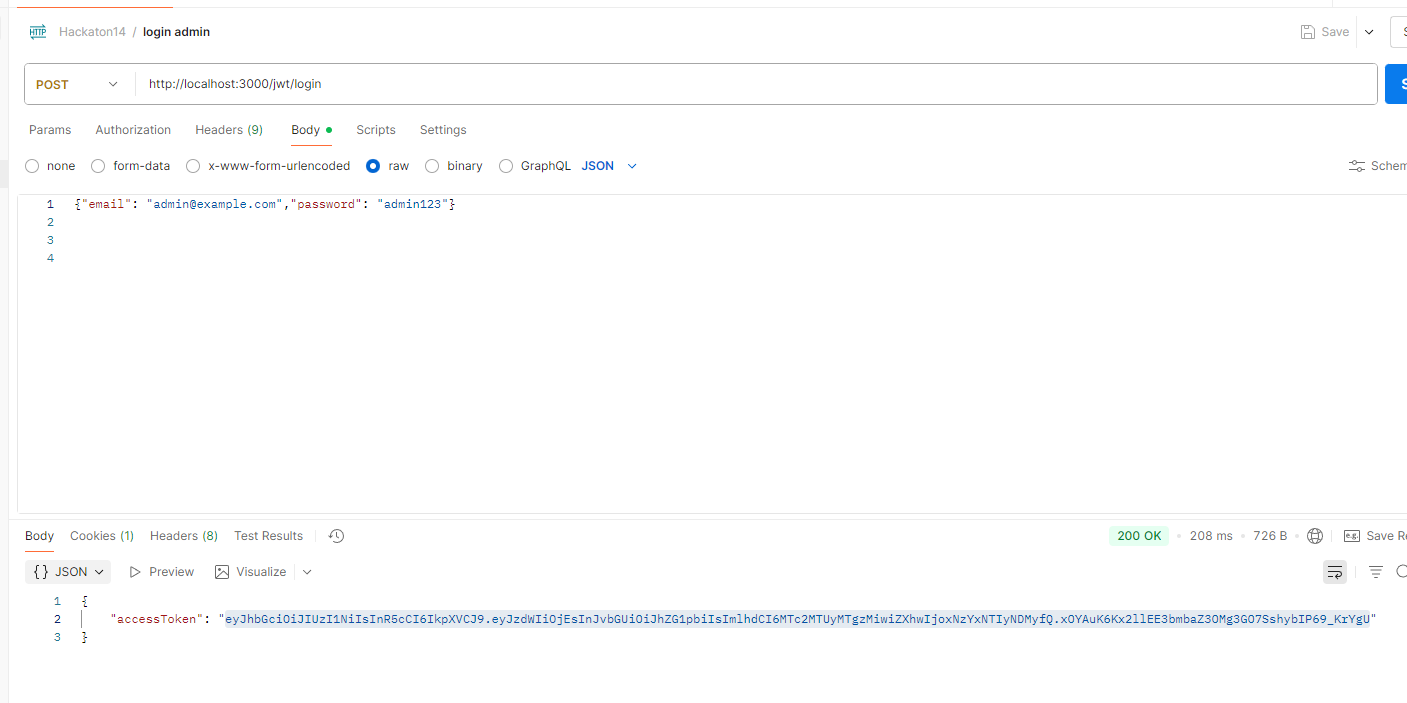 HTTP Hackaton14 / login admin Save
POST http://localhost:3000/jwt/login
Params Authorization Headers (9) Body Scripts Settings
none form-data x-www-form-urlencoded raw binary GraphQL JSON Schem
1 {"email": "admin@example.com","password": "admin123"}
2
3
4
Body Cookies (1) Headers (8) Test Results 200 OK 208 ms 726 B e.g. Save Re
{} JSON Preview Visualize
1 {
2 "accessToken": "eyJhbGciOiJIUzI1NiIsInR5cCI6IkpXVCJ9.eyJzdWIiOjEsInJvbGUiOiJhZG1pbiIsImlhdCI6MTc2MTUyMTgzMiwiZXhwIjoxNzYxNTIyNDMyfQ.xOYAuK6Kx2llEE3bmbaZ3OMg3GO7SshybIP69_KrYgU"
3 }